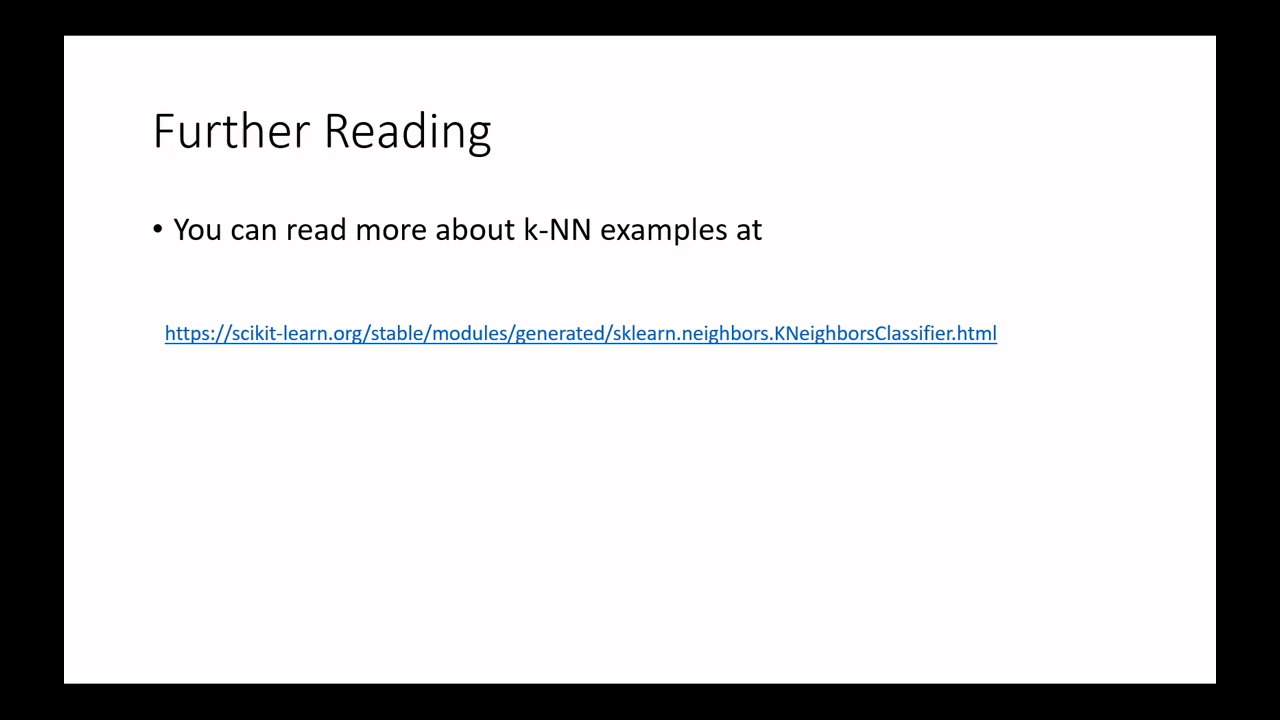 Further Reading
• You can read more about k-NN examples at
https://scikit-learn.org/stable/modules/generated/sklearn.neighbors.KNeighborsClassifier.html